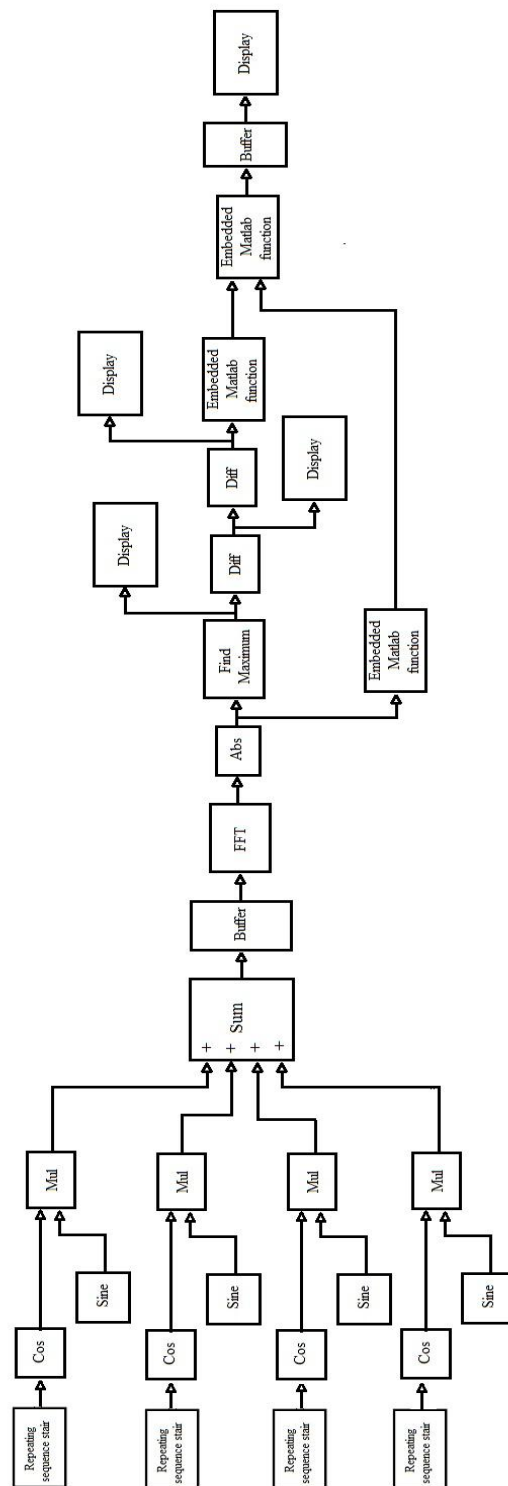 Repeating
sequence stair
Cos
Sine
Mul
Repeating
sequence stair
Cos
Sine
Mul
Repeating
sequence stair
Cos
Sine
Mul
Repeating
sequence stair
Cos
Sine
Mul
+
+
+
+
Sum
Buffer
FFT
Abs
Find
Maximum
Display
Diff
Display
Diff
Display
Embedded
Matlab
function
Embedded
Matlab
function
Embedded
Matlab
function
Buffer
Display